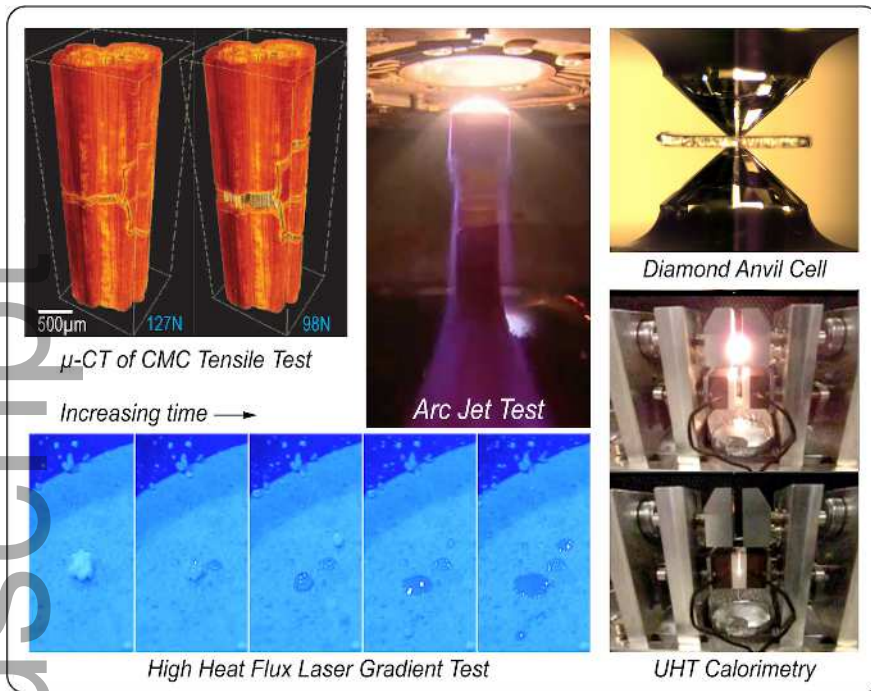 500µm
127N
98N
µ-CT of CMC Tensile Test
Arc Jet Test
Diamond Anvil Cell
Increasing time
High Heat Flux Laser Gradient Test
UHT Calorimetry